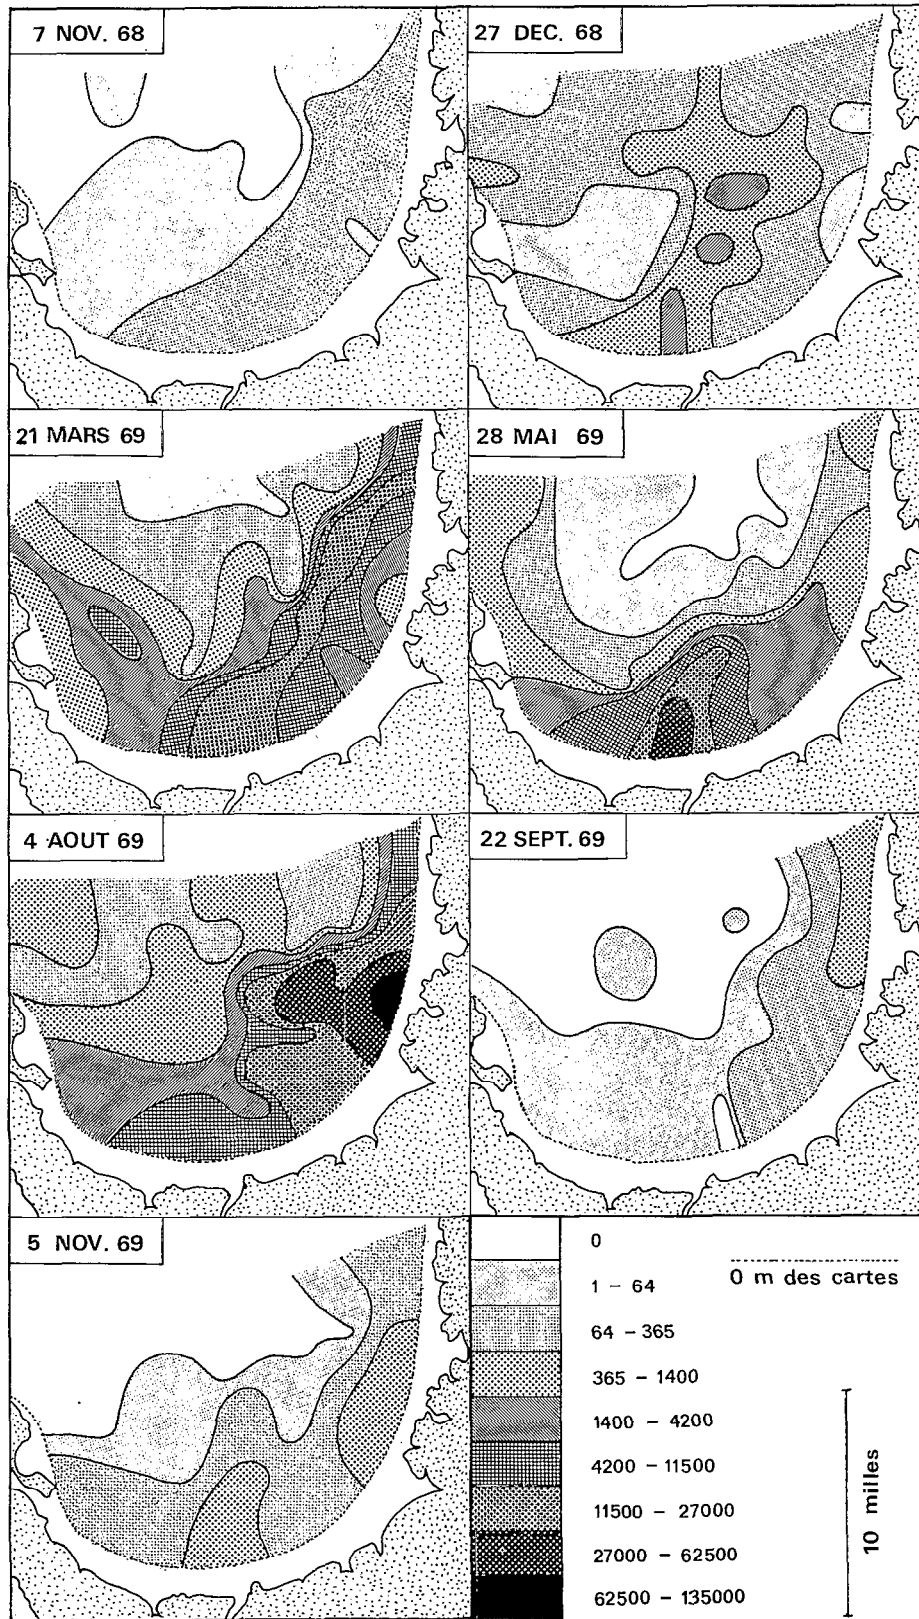 7 NOV. 68
27 DEC. 68
21 MARS 69
28 MAI 69
4 AOUT 69
22 SEPT. 69
5 NOV. 69
0
0 m des cartes
1 – 64
64 – 365
365 – 1400
1400 – 4200
4200 – 11500
11500 – 27000
27000 – 62500
62500 – 135000
10 milles